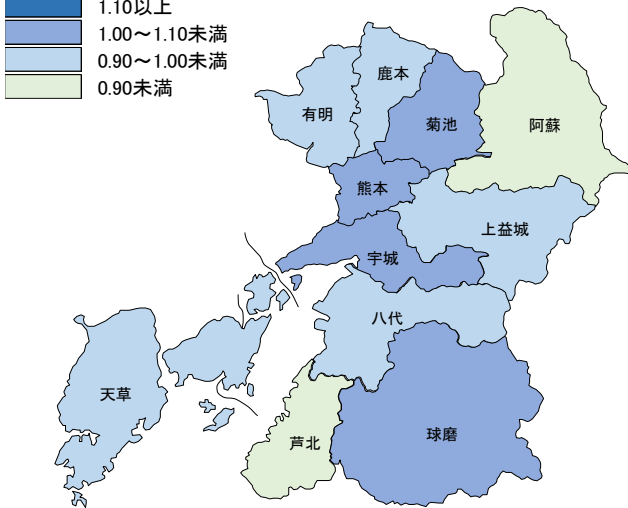 1.10以上
1.00～1.10未満
0.90～1.00未満
0.90未満
鹿本
有明
菊池
阿蘇
熊本
上益城
宇城
八代
天草
芦北
球磨